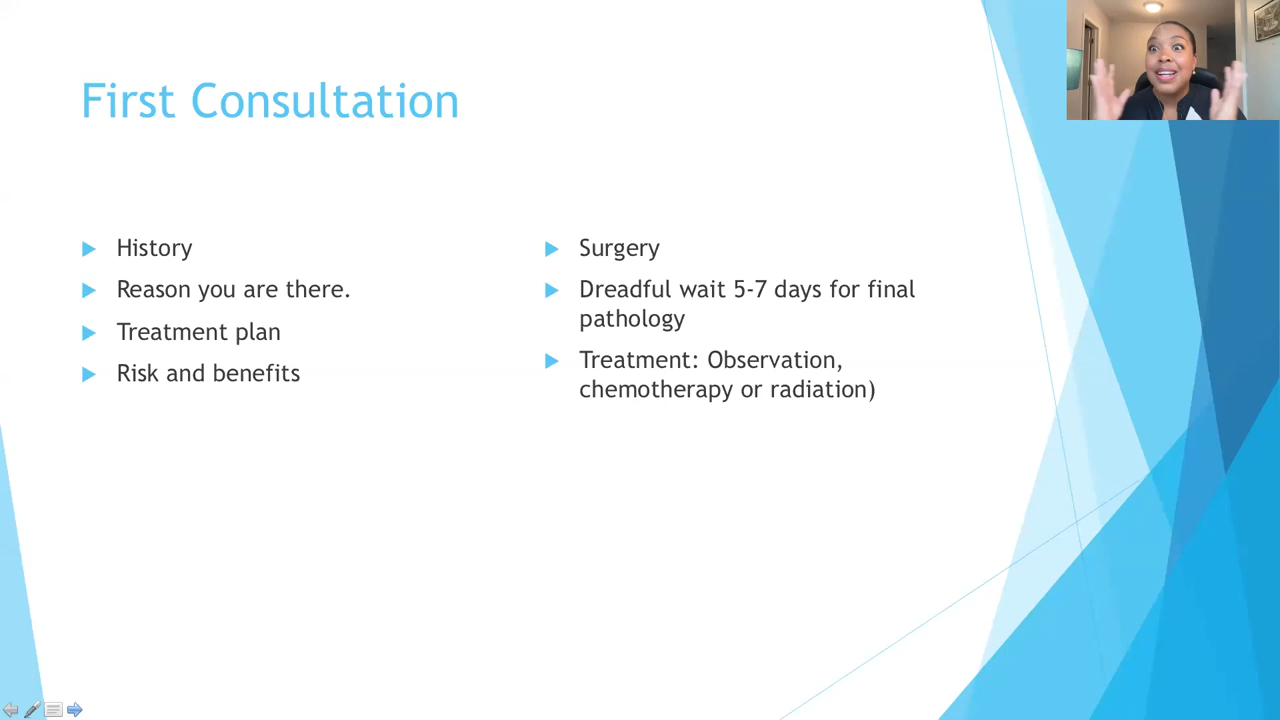 First Consultation
History
Reason you are there.
Treatment plan
Risk and benefits
Surgery
Dreadful wait 5-7 days for final
pathology
Treatment: Observation,
chemotherapy or radiation)